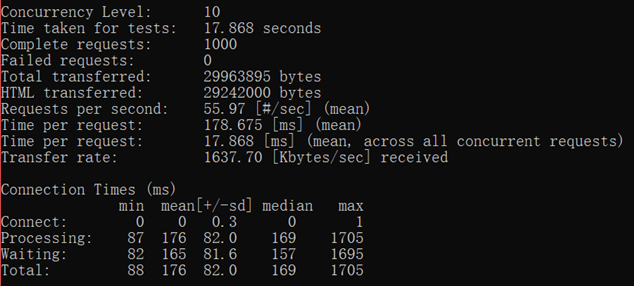 Concurrency Level:      10
Time taken for tests:   17.868 seconds
Complete requests:      1000
Failed requests:        0
Total transferred:      29963895 bytes
HTML transferred:       29242000 bytes
Requests per second:    55.97 [#/sec] (mean)
Time per request:       178.675 [ms] (mean)
Time per request:       17.868 [ms] (mean, across all concurrent requests)
Transfer rate:          1637.70 [Kbytes/sec] received
Connection Times (ms)
              min  mean[+/-sd] median   max
Connect:        0    0   0.3      0       1
Processing:    87  176  82.0    169    1705
Waiting:       82  165  81.6    157    1695
Total:         88  176  82.0    169    1705